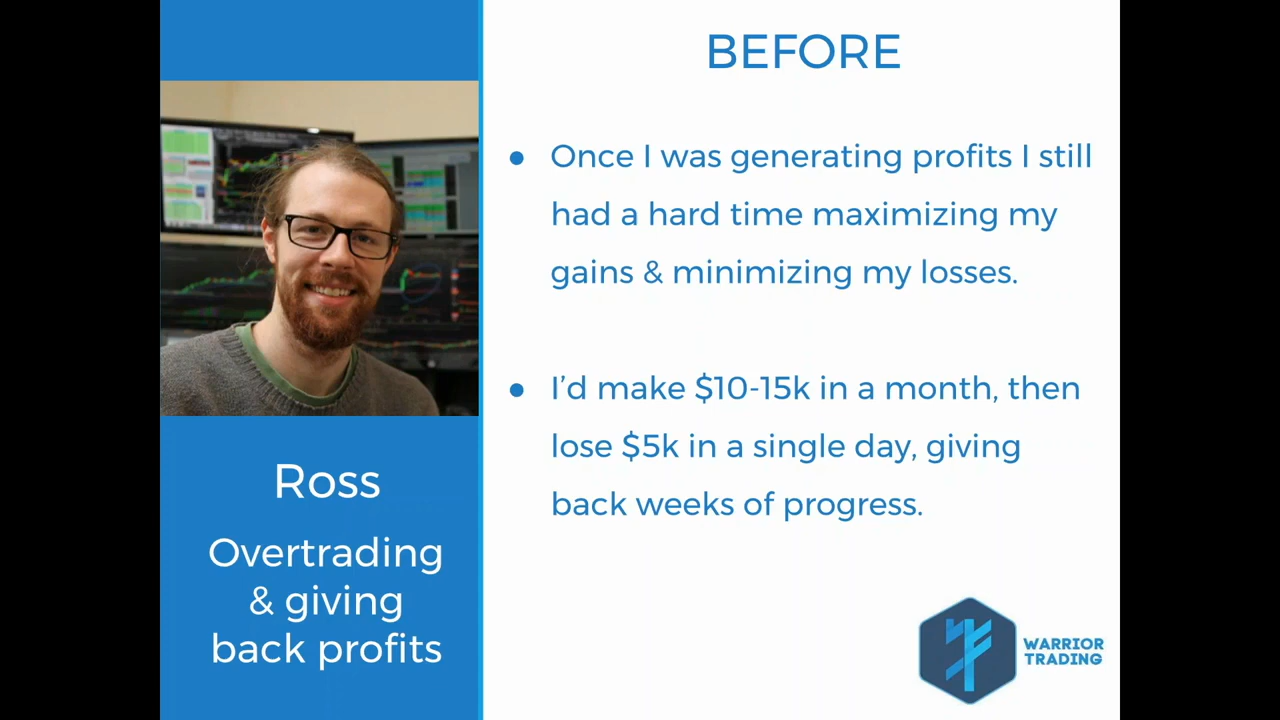 BEFORE
• Once I was generating profits I still
had a hard time maximizing my
gains & minimizing my losses.
• I’d make $10-15k in a month, then
lose $5k in a single day, giving
back weeks of progress.
Ross
Overtrading
& giving
back profits
WARRIOR
TRADING